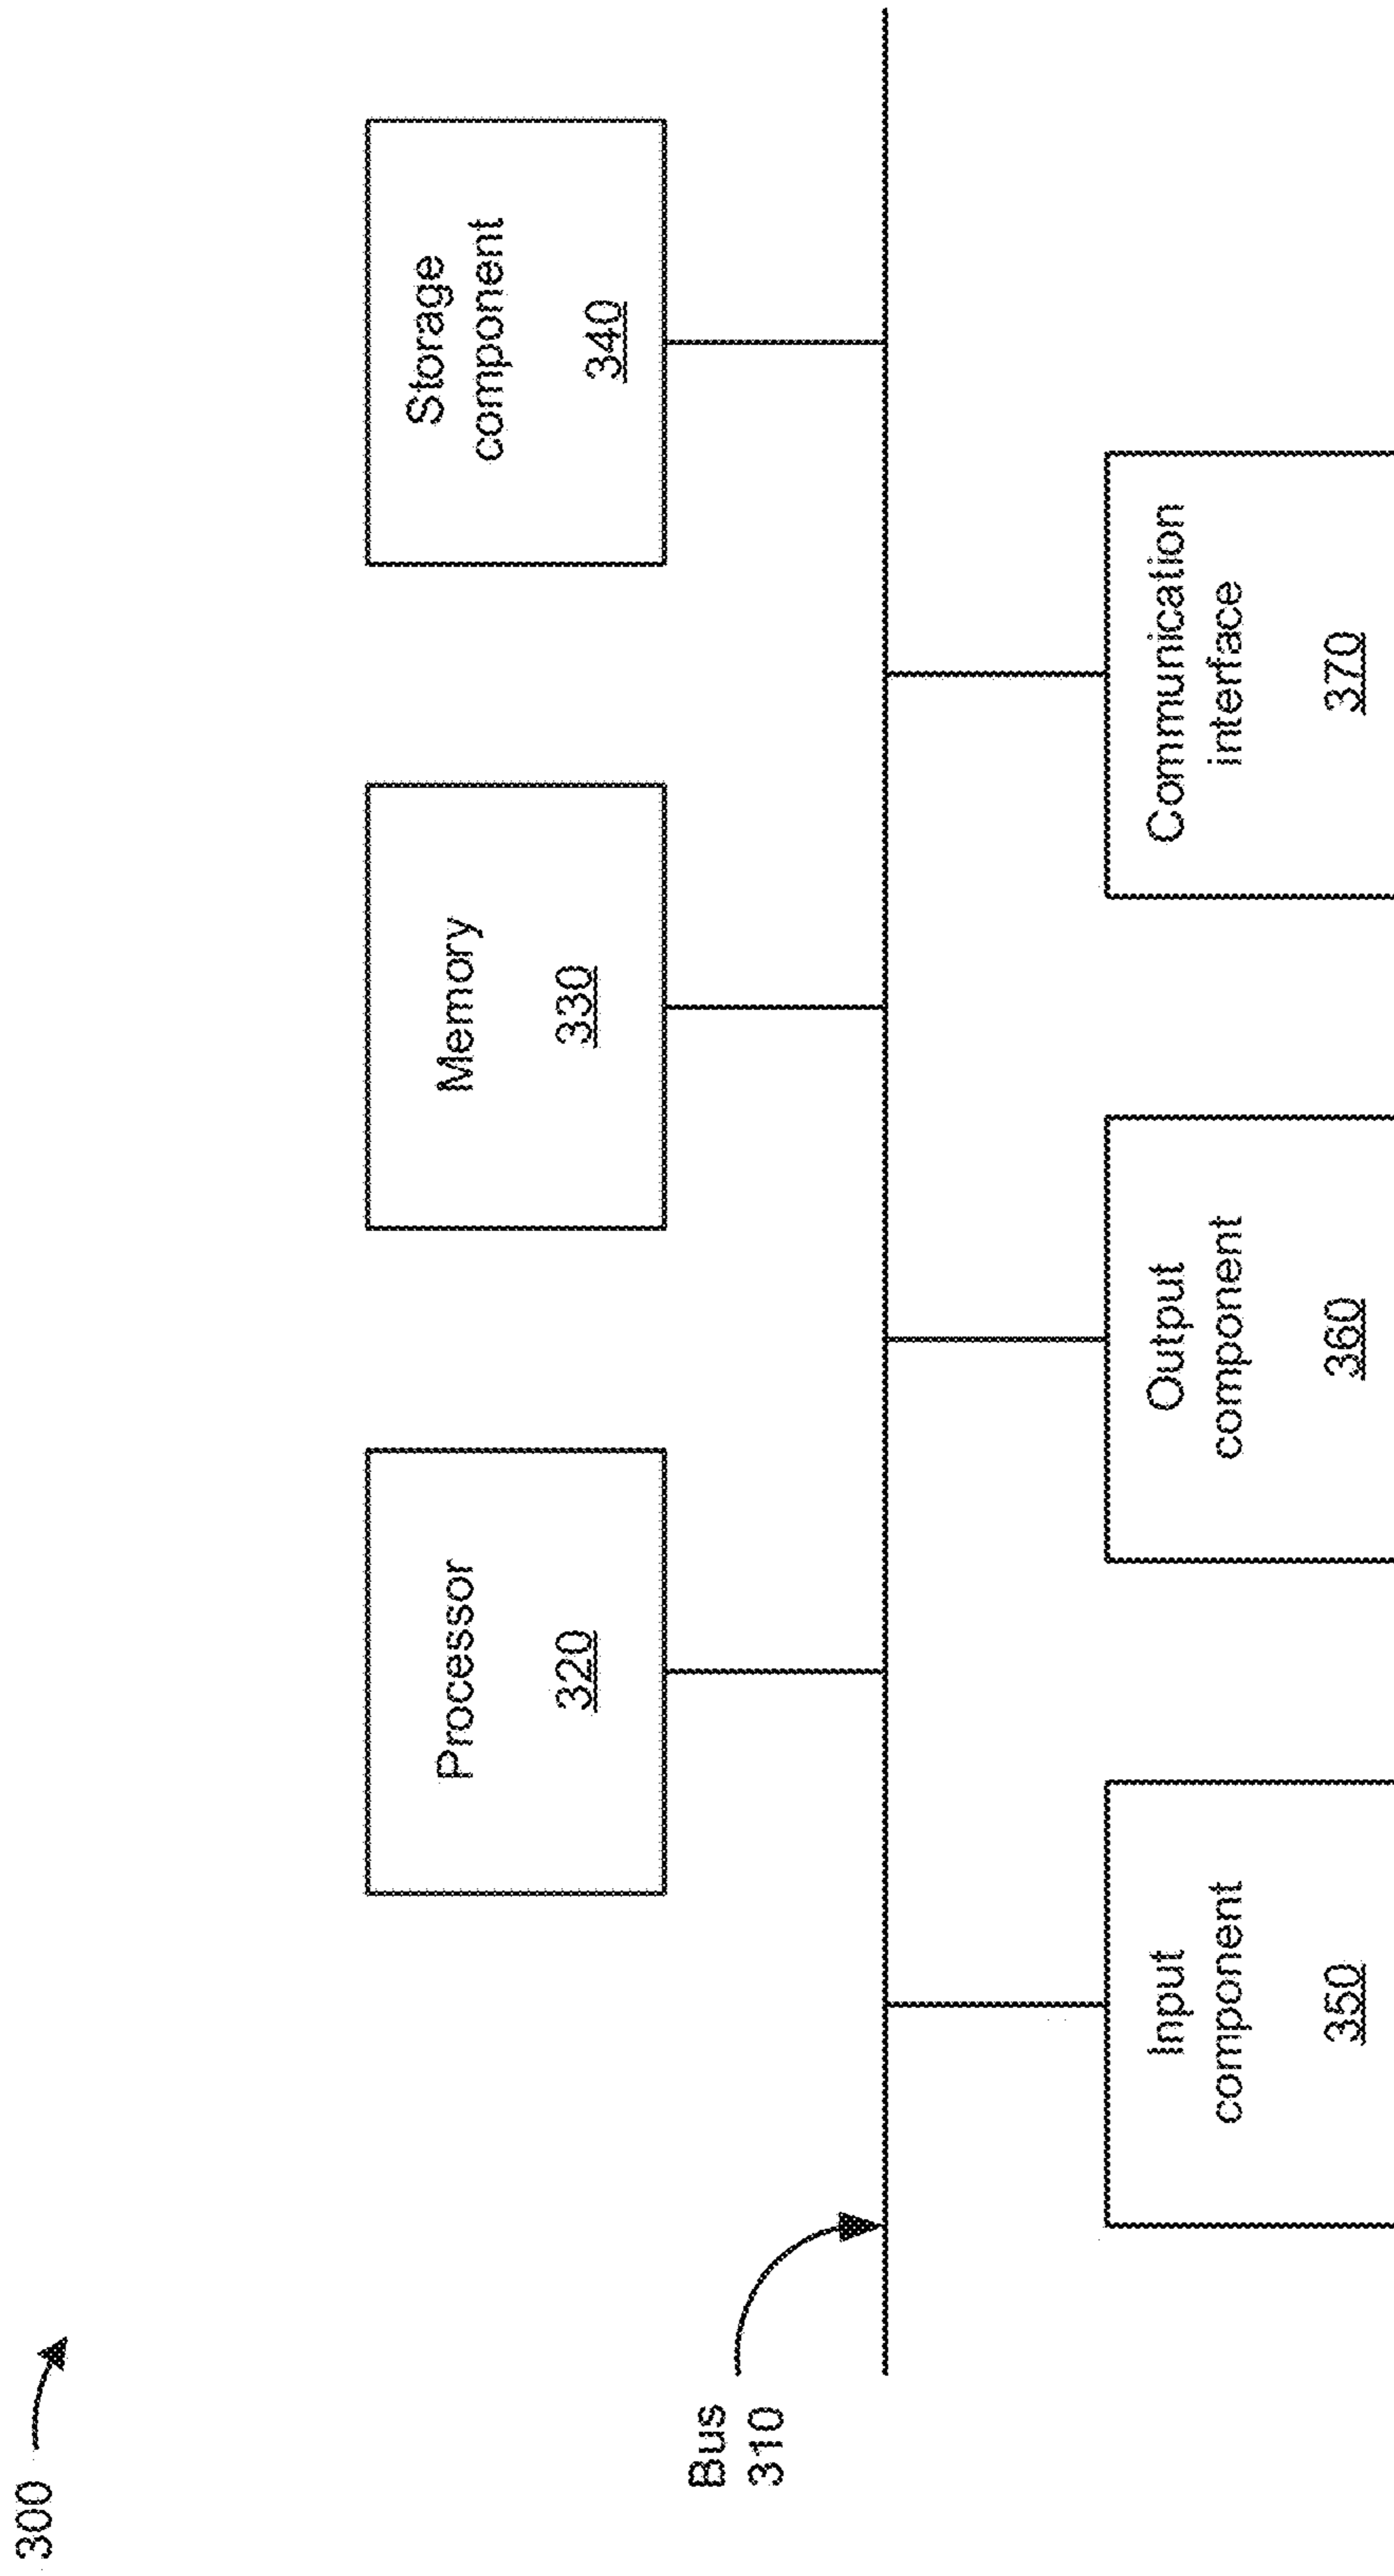 300
Processor
320
Memory
330
Storage
component
340
Bus
310
Input
component
350
Output
component
360
Communication
interface
370